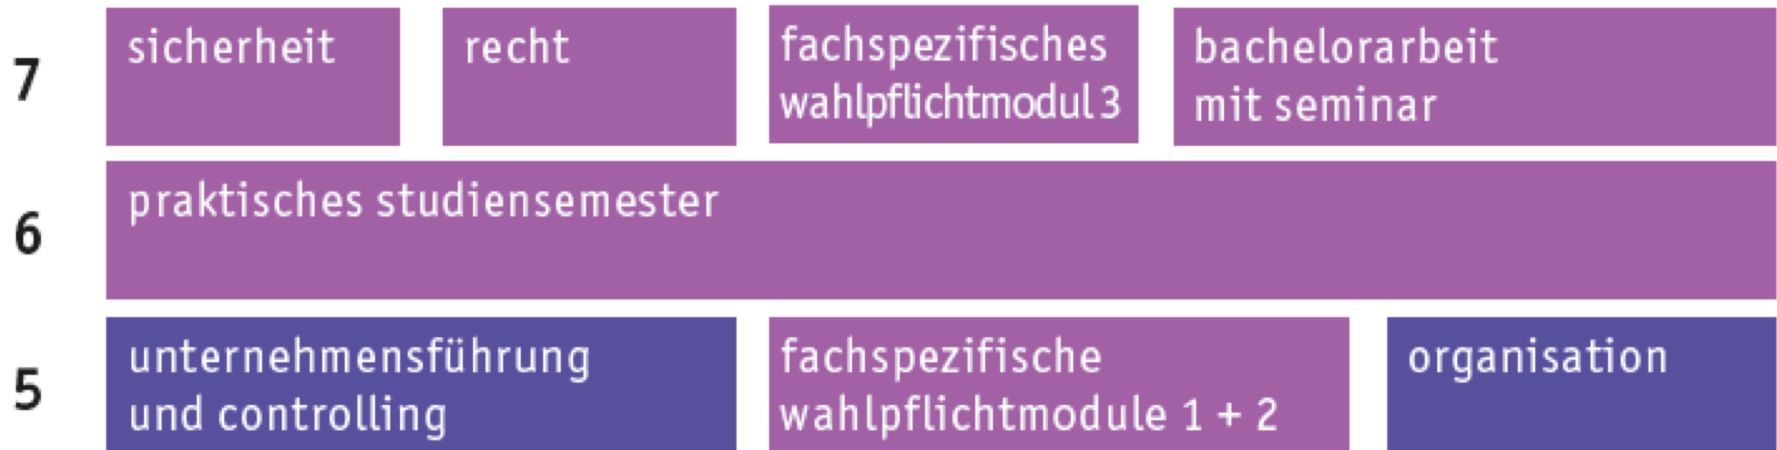 7
sicherheit
recht
fachspezifisches
wahlpflichtmodul 3
bachelorarbeit
mit seminar
6
praktisches studiensemester
5
unternehmensführung
und controlling
fachspezifische
wahlpflichtmodule 1 + 2
organisation